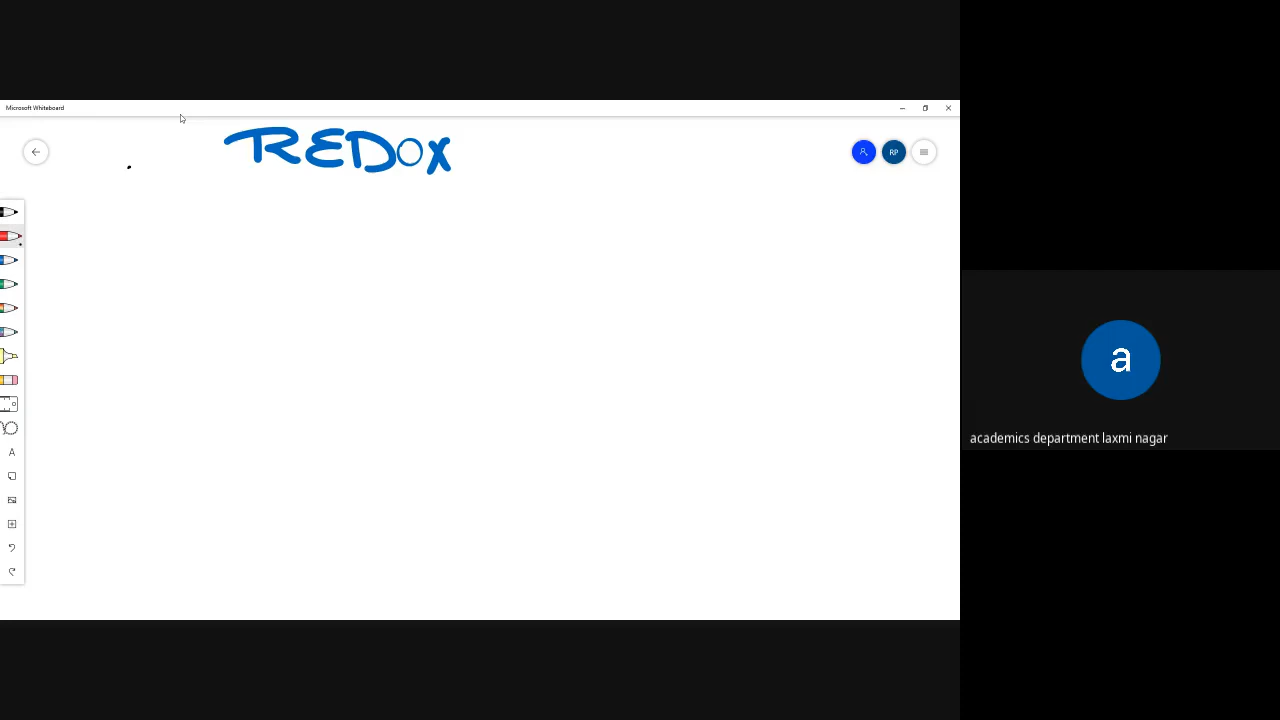 Microsoft Whiteboard
REDOX
RP
A
a
academics department laxmi nagar